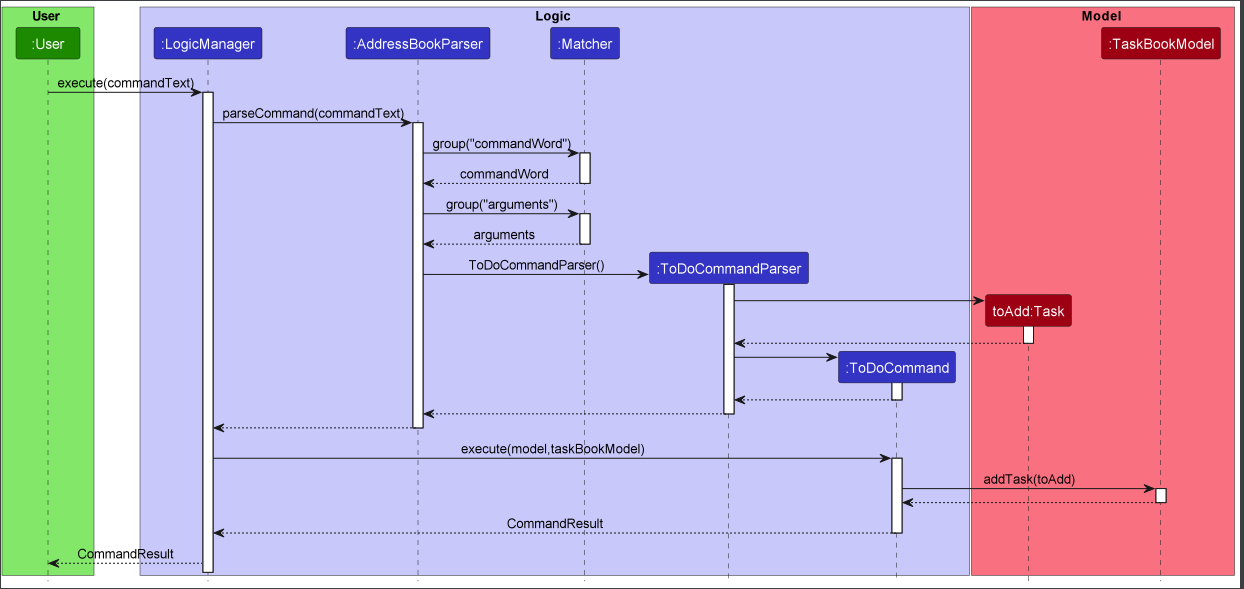 User
Logic
Model
:User
:LogicManager
:AddressBookParser
:Matcher
:TaskBookModel
execute(commandText)
parseCommand(commandText)
group("commandWord")
commandWord
group("arguments")
arguments
ToDoCommandParser()
:ToDoCommandParser
toAdd:Task
:ToDoCommand
execute(model,taskBookModel)
addTask(toAdd)
CommandResult
CommandResult